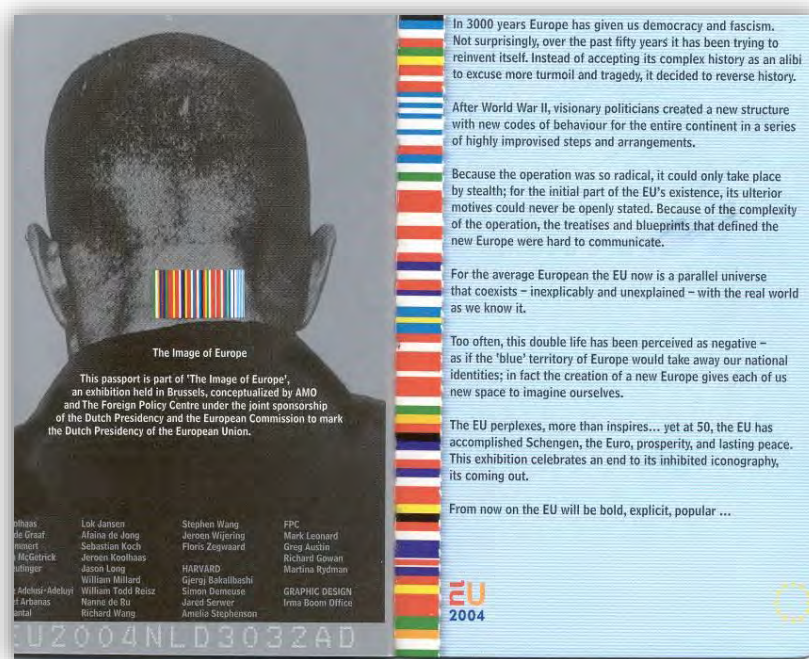 The Image of Europe
This passport is part of 'The Image of Europe',
an exhibition held in Brussels, conceptualized by AMO
and The Foreign Policy Centre under the joint sponsorship
of the Dutch Presidency and the European Commission to mark
the Dutch Presidency of the European Union.
olhaas
de Graaf
McGetrick
utinger
Adelusi-Adeluyi
ef Arbanas
antal
Lok Jansen
Afaina de Jong
Sebastian Koch
Jeroen Koolhaas
Jason Long
William Millard
William Todd Reisz
Nanne de Ru
Richard Wang
Stephen Wang
Jeroen Wijering
Floris Zegwaard
HARVARD
Gjergj Bakallbashi
Simon Demeuse
Jared Serwer
Amelia Stephenson
FPC
Mark Leonard
Greg Austin
Richard Gowan
Martina Rydman
GRAPHIC DESIGN
Irma Boom Office
EU2004NLD3032AD
In 3000 years Europe has given us democracy and fascism.
Not surprisingly, over the past fifty years it has been trying to
reinvent itself. Instead of accepting its complex history as an alibi
to excuse more turmoil and tragedy, it decided to reverse history.
After World War II, visionary politicians created a new structure
with new codes of behaviour for the entire continent in a series
of highly improvised steps and arrangements.
Because the operation was so radical, it could only take place
by stealth; for the initial part of the EU's existence, its ulterior
motives could never be openly stated. Because of the complexity
of the operation, the treatises and blueprints that defined the
new Europe were hard to communicate.
For the average European the EU now is a parallel universe
that coexists – inexplicably and unexplained – with the real world
as we know it.
Too often, this double life has been perceived as negative –
as if the 'blue' territory of Europe would take away our national
identities; in fact the creation of a new Europe gives each of us
new space to imagine ourselves.
The EU perplexes, more than inspires... yet at 50, the EU has
accomplished Schengen, the Euro, prosperity, and lasting peace.
This exhibition celebrates an end to its inhibited iconography,
its coming out.
From now on the EU will be bold, explicit, popular ...
EU
2004